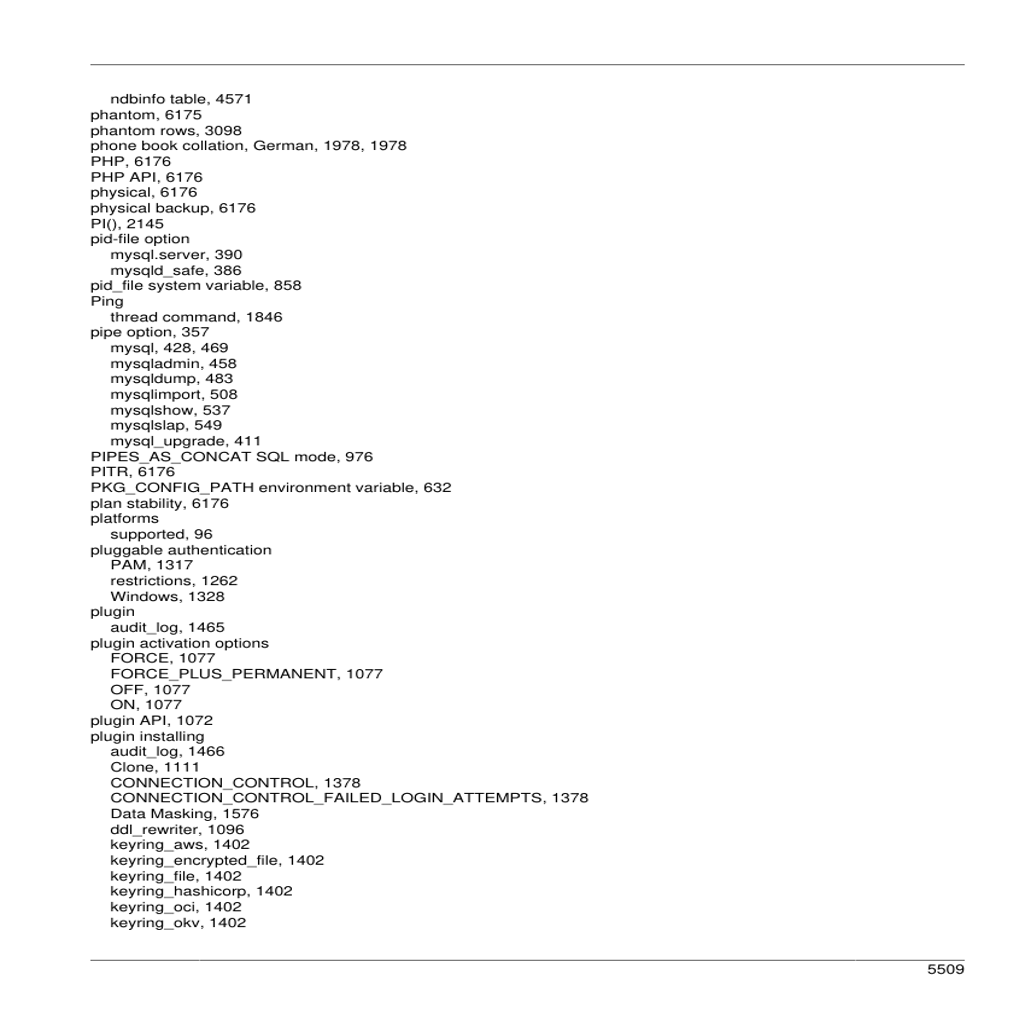 ndbinfo table, 4571
phantom, 6175
phantom rows, 3098
phone book collation, German, 1978, 1978
PHP, 6176
PHP API, 6176
physical, 6176
physical backup, 6176
PI(), 2145
pid-file option
mysql.server, 390
mysqld_safe, 386
pid_file system variable, 858
Ping
thread command, 1846
pipe option, 357
mysql, 428, 469
mysqladmin, 458
mysqldump, 483
mysqlimport, 508
mysqlshow, 537
mysqlslap, 549
mysql_upgrade, 411
PIPES_AS_CONCAT SQL mode, 976
PITR, 6176
PKG_CONFIG_PATH environment variable, 632
plan stability, 6176
platforms
supported, 96
pluggable authentication
PAM, 1317
restrictions, 1262
Windows, 1328
plugin
audit_log, 1465
plugin activation options
FORCE, 1077
FORCE_PLUS_PERMANENT, 1077
OFF, 1077
ON, 1077
plugin API, 1072
plugin installing
audit_log, 1466
Clone, 1111
CONNECTION_CONTROL, 1378
CONNECTION_CONTROL_FAILED_LOGIN_ATTEMPTS, 1378
Data Masking, 1576
ddl_rewriter, 1096
keyring_aws, 1402
keyring_encrypted_file, 1402
keyring_file, 1402
keyring_hashicorp, 1402
keyring_oci, 1402
keyring_okv, 1402
5509